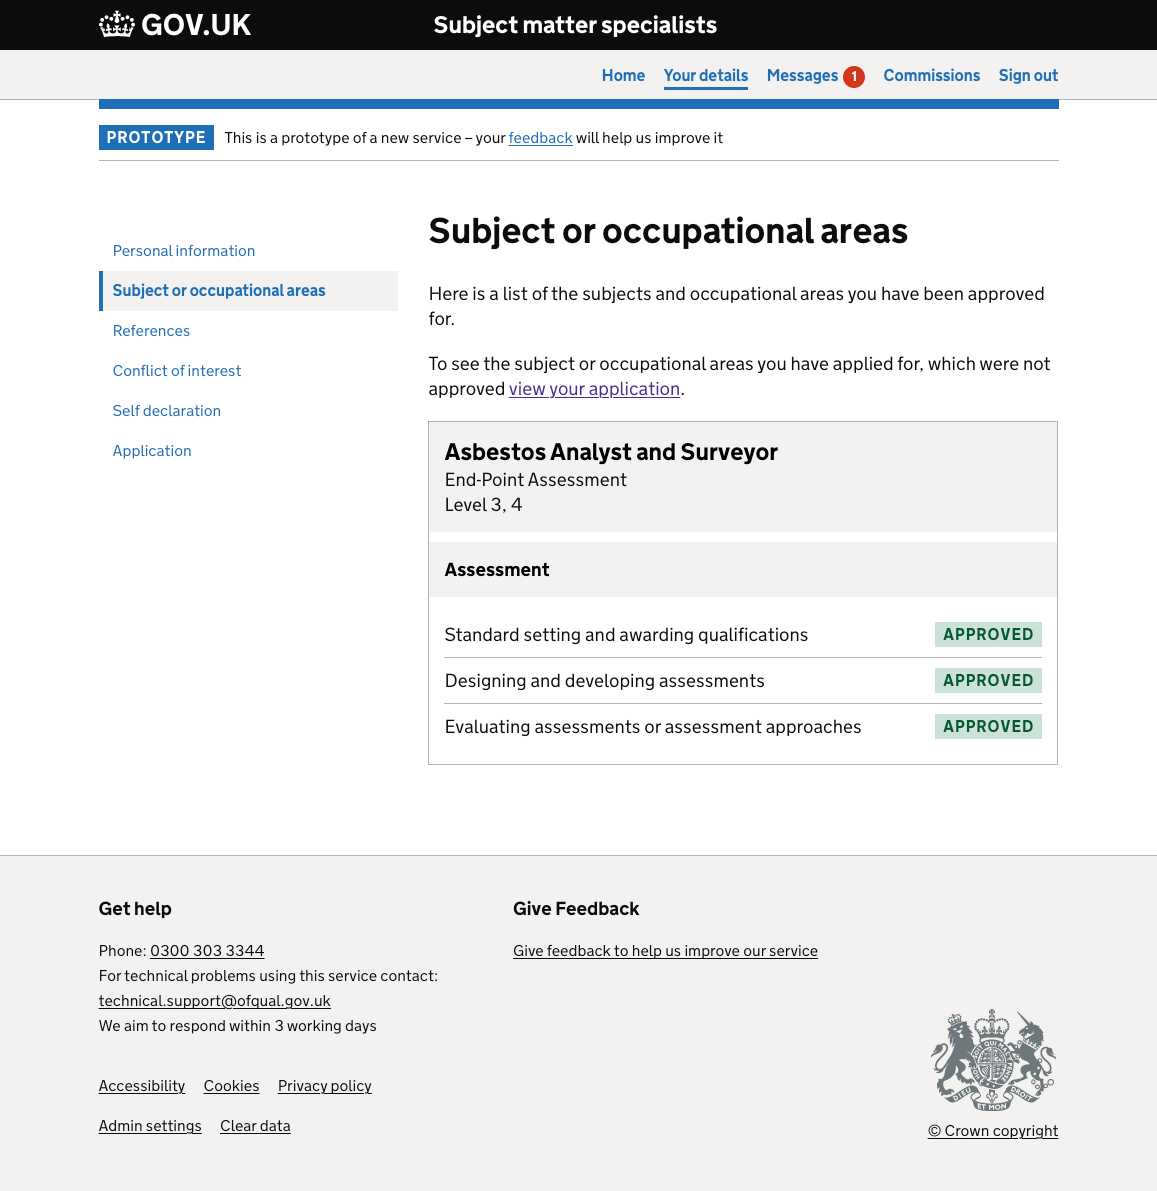 GOV.UK
Subject matter specialists
Home Your details Messages 1 Commissions Sign out
PROTOTYPE This is a prototype of a new service – your feedback will help us improve it
Personal information
Subject or occupational areas
References
Conflict of interest
Self declaration
Application
Subject or occupational areas
Here is a list of the subjects and occupational areas you have been approved
for.
To see the subject or occupational areas you have applied for, which were not
approved view your application.
Asbestos Analyst and Surveyor
End-Point Assessment
Level 3, 4
Assessment
Standard setting and awarding qualifications APPROVED
Designing and developing assessments APPROVED
Evaluating assessments or assessment approaches APPROVED
Get help
Phone: 0300 303 3344
For technical problems using this service contact:
technical.support@ofqual.gov.uk
We aim to respond within 3 working days
Give Feedback
Give feedback to help us improve our service
Accessibility Cookies Privacy policy
Admin settings Clear data
DIEU ET MON DROIT
© Crown copyright